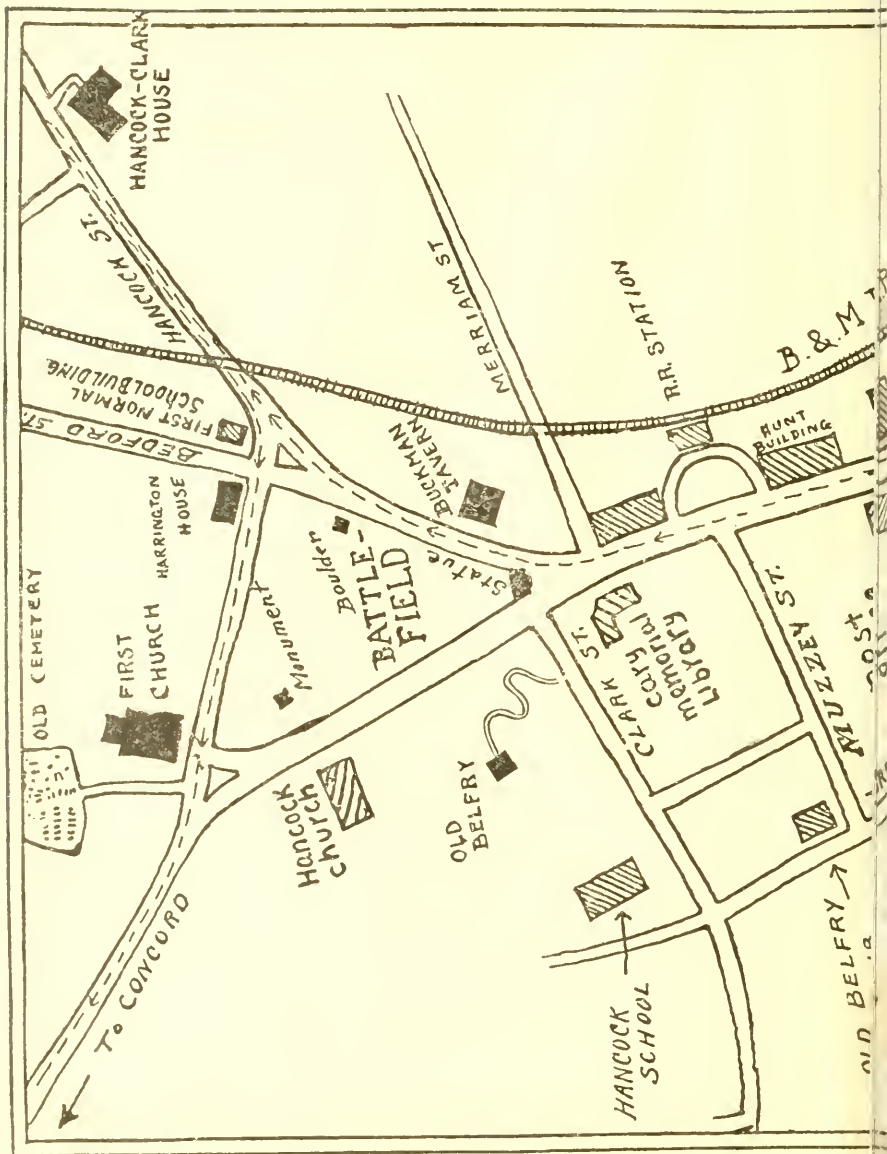 HANCOCK-CLARK
HOUSE
HANCOCK ST.
FIRST NORMAL
SCHOOL BUILDING.
BEDFORD ST.
HARRINGTON
HOUSE
OLD CEMETERY
FIRST
CHURCH
Monument
Boulder
BATTLE-
FIELD
Statue
BUCKMAN
TAVERN
MERRIAM ST
R.R. STATION
B. & M
HUNT
BUILDING
CLARK ST.
Cary
memorial
Library
MUZZEY ST.
Hancock
church
OLD
BELFRY
To CONCORD
HANCOCK
SCHOOL
OLD BELFRY